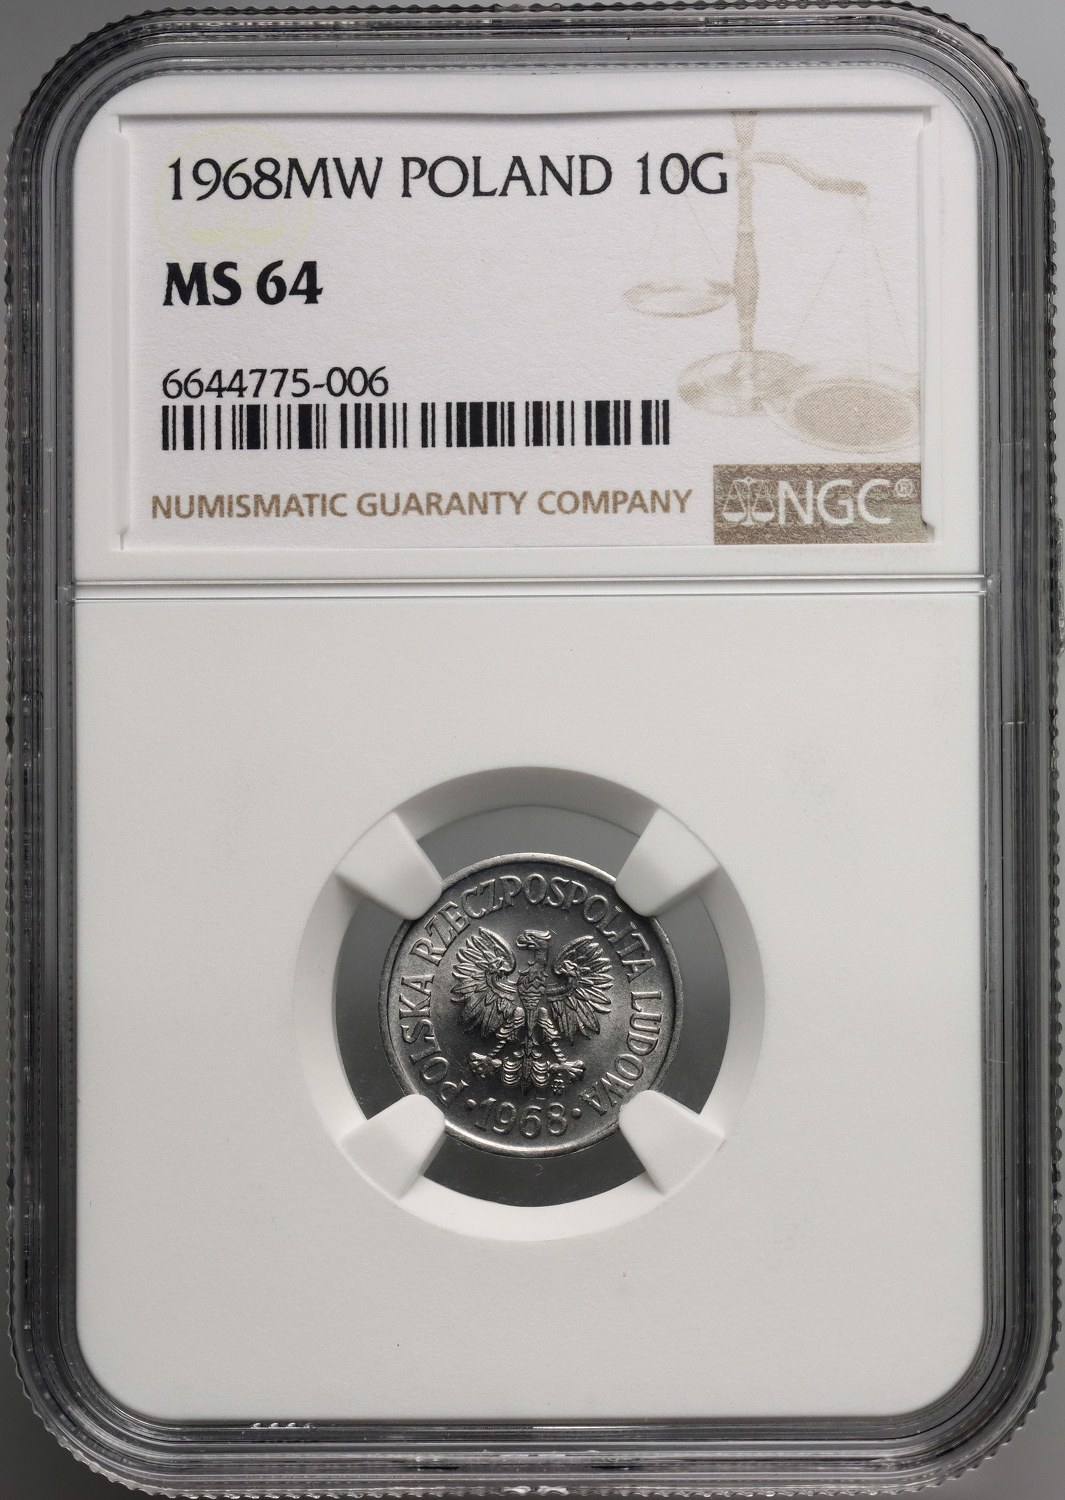 1968MW POLAND 10G
MS 64
6644775-006
NUMISMATIC GUARANTY COMPANY
NGC®
POLSKA RZECZPOSPOLITA LUDOWA
·1968·